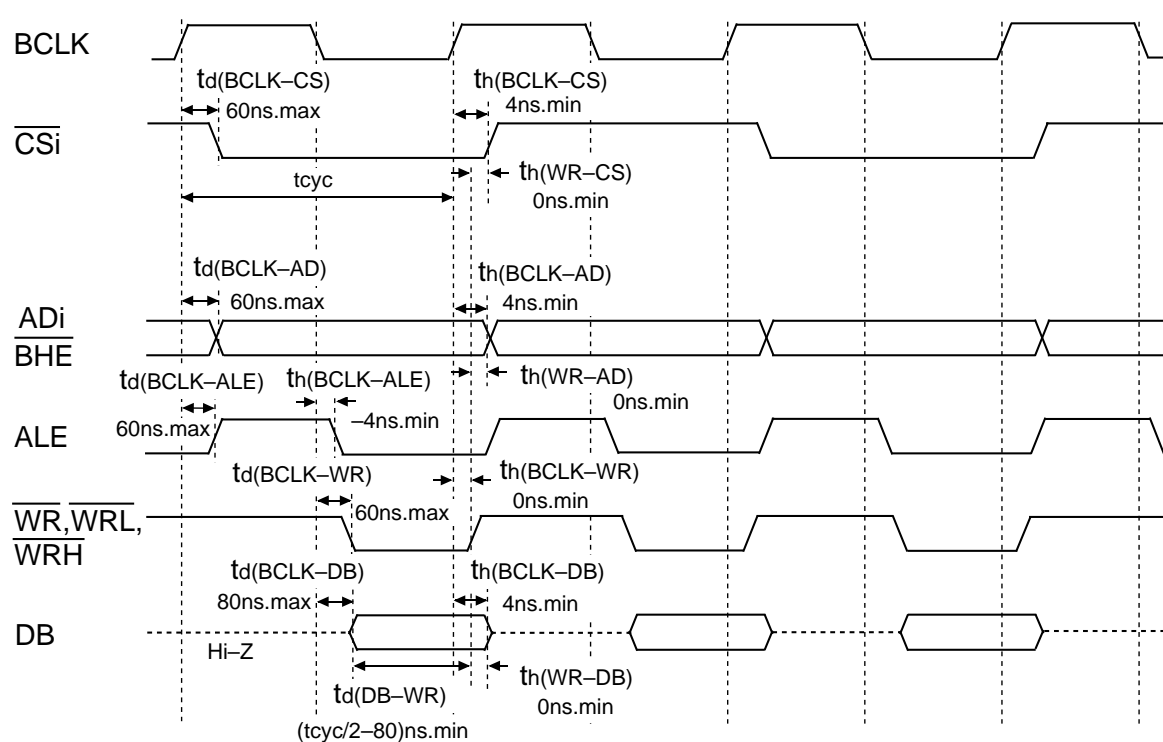 BCLK
td(BCLK–CS)
60ns.max
th(BCLK–CS)
4ns.min
CSi
tcyc
th(WR–CS)
0ns.min
td(BCLK–AD)
60ns.max
th(BCLK–AD)
4ns.min
ADi
BHE
td(BCLK–ALE)
th(BCLK–ALE)
th(WR–AD)
0ns.min
60ns.max
–4ns.min
ALE
td(BCLK–WR)
60ns.max
th(BCLK–WR)
0ns.min
WR,WRL,
WRH
td(BCLK–DB)
80ns.max
th(BCLK–DB)
4ns.min
DB
Hi–Z
td(DB–WR)
(tcyc/2–80)ns.min
th(WR–DB)
0ns.min